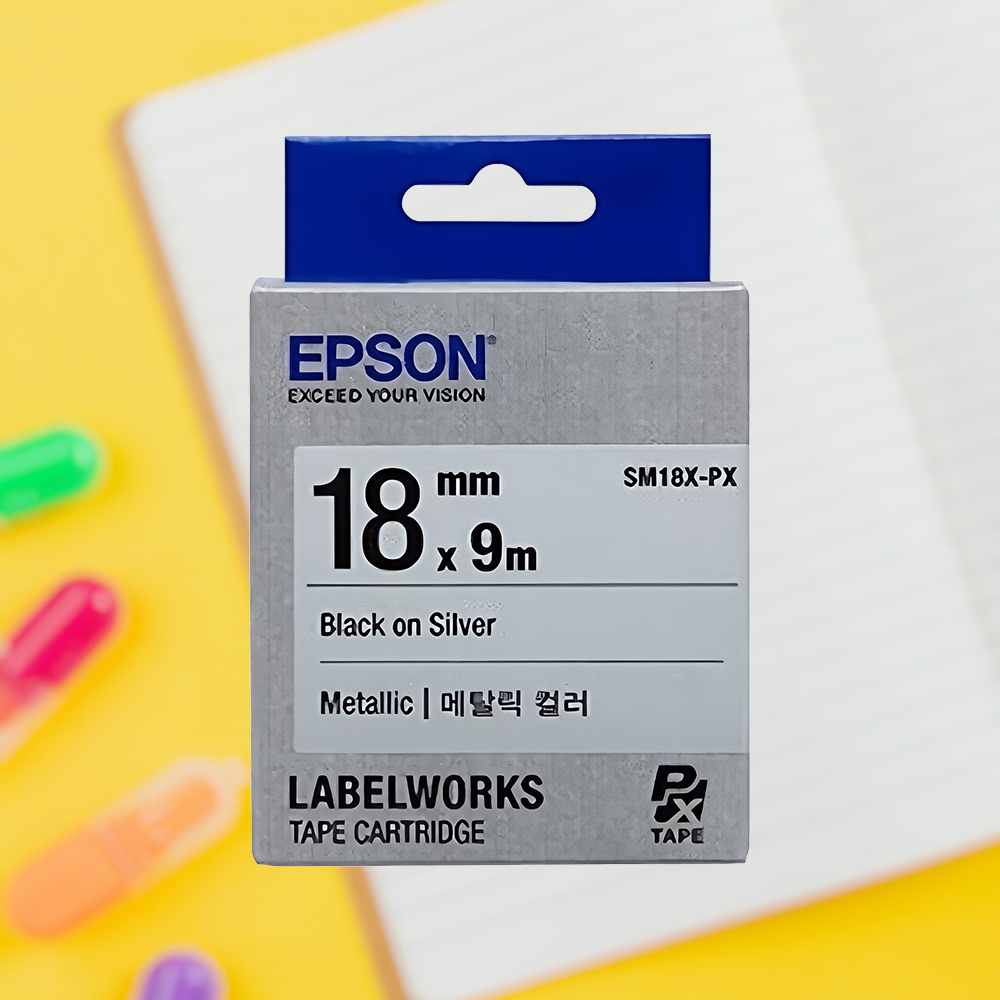 EPSON
EXCEED YOUR VISION
SM18X-PX
18 mm x 9m
Black on Silver
Metallic | 메탈릭 컬러
LABELWORKS
TAPE CARTRIDGE
Px
TAPE